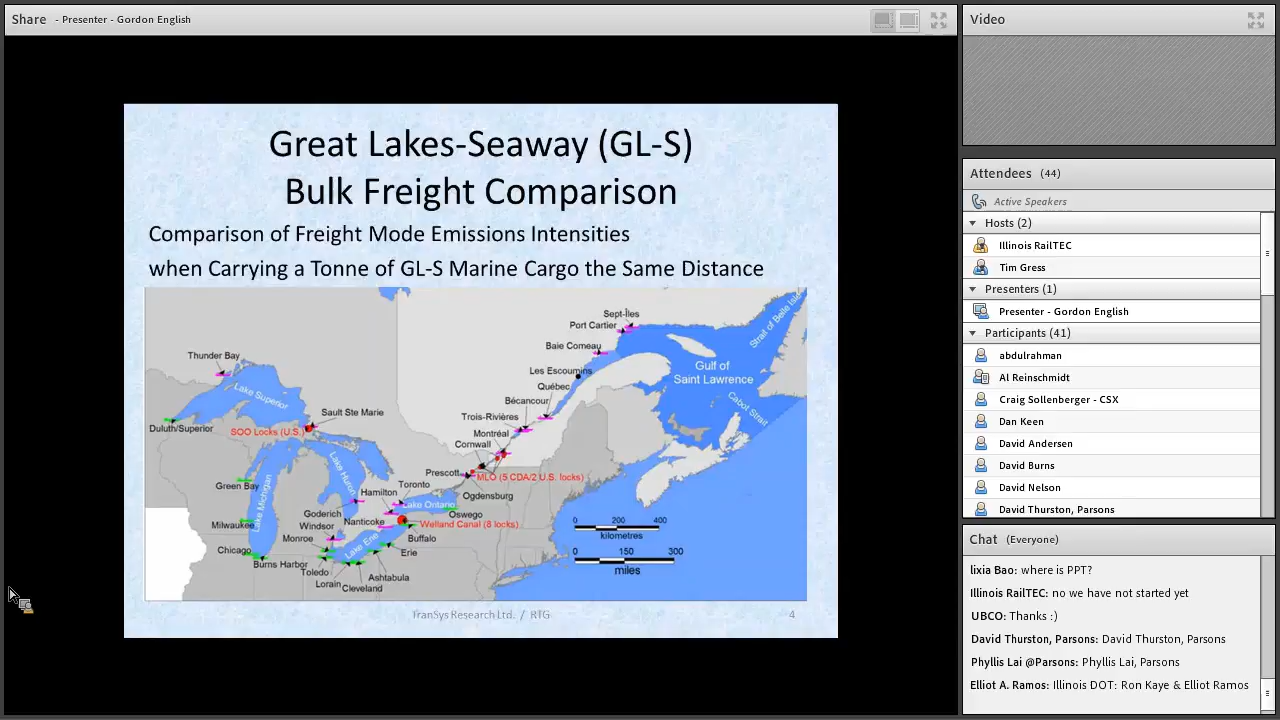 Share - Presenter - Gordon English
Great Lakes-Seaway (GL-S)
Bulk Freight Comparison
Comparison of Freight Mode Emissions Intensities
when Carrying a Tonne of GL-S Marine Cargo the Same Distance
Sept-Iles
Port Cartier
Strait of Belle Isle
Baie Comeau
Thunder Bay
Les Escoumins
Gulf of
Saint Lawrence
Québec
Lake Superior
Bécancour
Cabot Strait
Sault Ste Marie
Trois-Rivières
Duluth/Superior
SOO Locks (U.S.)
Montréal
Cornwall
Lake Huron
Prescott
MLO (5 CDA/2 U.S. locks)
Green Bay
Lake Michigan
Toronto
Hamilton
Ogdensburg
Lake Ontario
Goderich
Oswego
Windsor
Nanticoke
Milwaukee
Welland Canal (8 locks)
0 200 400
kilometres
Monroe
Lake Erie
Buffalo
Chicago
Erie
0 150 300
miles
Burns Harbor
Toledo
Ashtabula
Lorain
Cleveland
TranSys Research Ltd. / RTG
4
Video
Attendees (44)
Active Speakers
Hosts (2)
Illinois RailTEC
Tim Gress
Presenters (1)
Presenter - Gordon English
Participants (41)
abdulrahman
Al Reinschmidt
Craig Sollenberger - CSX
Dan Keen
David Andersen
David Burns
David Nelson
David Thurston, Parsons
Chat (Everyone)
lixia Bao: where is PPT?
Illinois RailTEC: no we have not started yet
UBCO: Thanks :)
David Thurston, Parsons: David Thurston, Parsons
Phyllis Lai @Parsons: Phyllis Lai, Parsons
Elliot A. Ramos: Illinois DOT: Ron Kaye & Elliot Ramos